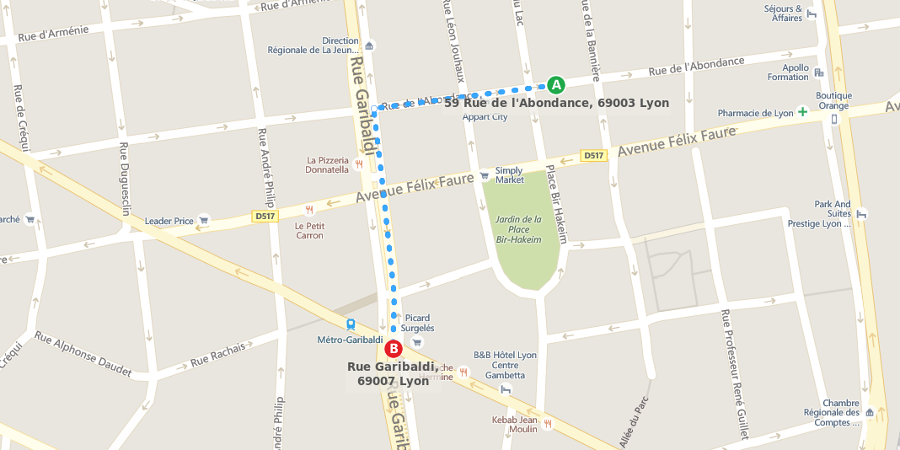 Rue d'Arménie
Rue d'Arménie
Direction
Régionale de La Jeun...
Rue Léon Jouhaux
au Lac
Rue de la Bannière
Séjours &
Affaires
Rue de l'Abondance
Apollo
Formation
Boutique
Orange
Pharmacie de Lyon
Rue de Créqui
Rue Garibaldi
Rue de l'Abondance
A
59 Rue de l'Abondance, 69003 Lyon
Appart City
Avenue Félix Faure
D517
Avenue
Rue Duguesclin
Rue André Philip
La Pizzeria
Donnatella
Simply
Market
Avenue Félix Faure
Place Bir Hakeim
Jardin de la
Place
Bir-Hakeim
arché
Leader Price
D517
Le Petit
Carron
Park And
Suites
Prestige Lyon ...
re
Picard
Surgelés
Métro-Garibaldi
B
Rue Garibaldi,
69007 Lyon
che
hermine
B&B Hôtel Lyon
Centre
Gambetta
Rue Alphonse Daudet
Rue Rachais
Créqui
Rue André Philip
Rue Garib
Kebab Jean
Moulin
Allée du Parc
Rue Professeur René Guillet
Chambre
Régionale des
Comptes ...